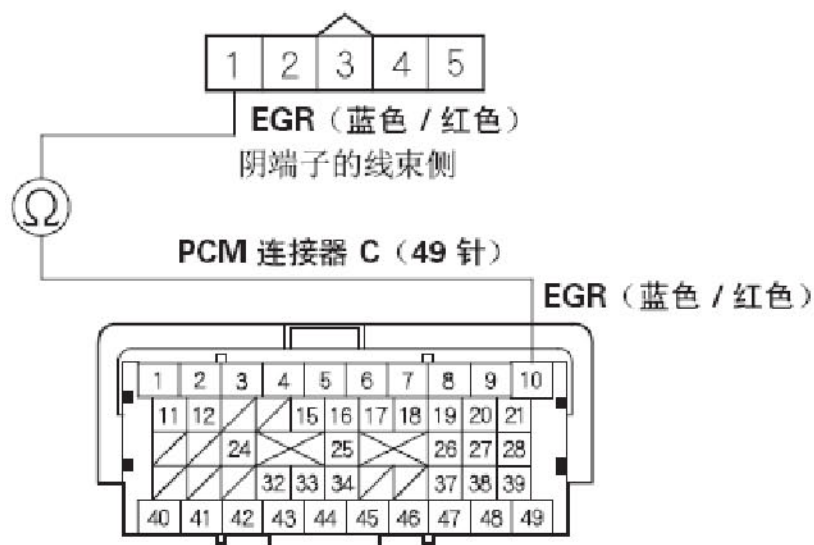 1 2 3 4 5
EGR（蓝色 / 红色）
阴端子的线束侧
Ω
PCM 连接器 C（49 针）
EGR（蓝色 / 红色）
1 2 3 4 5 6 7 8 9 10
11 12 15 16 17 18 19 20 21
24 25 26 27 28
32 33 34 37 38 39
40 41 42 43 44 45 46 47 48 49